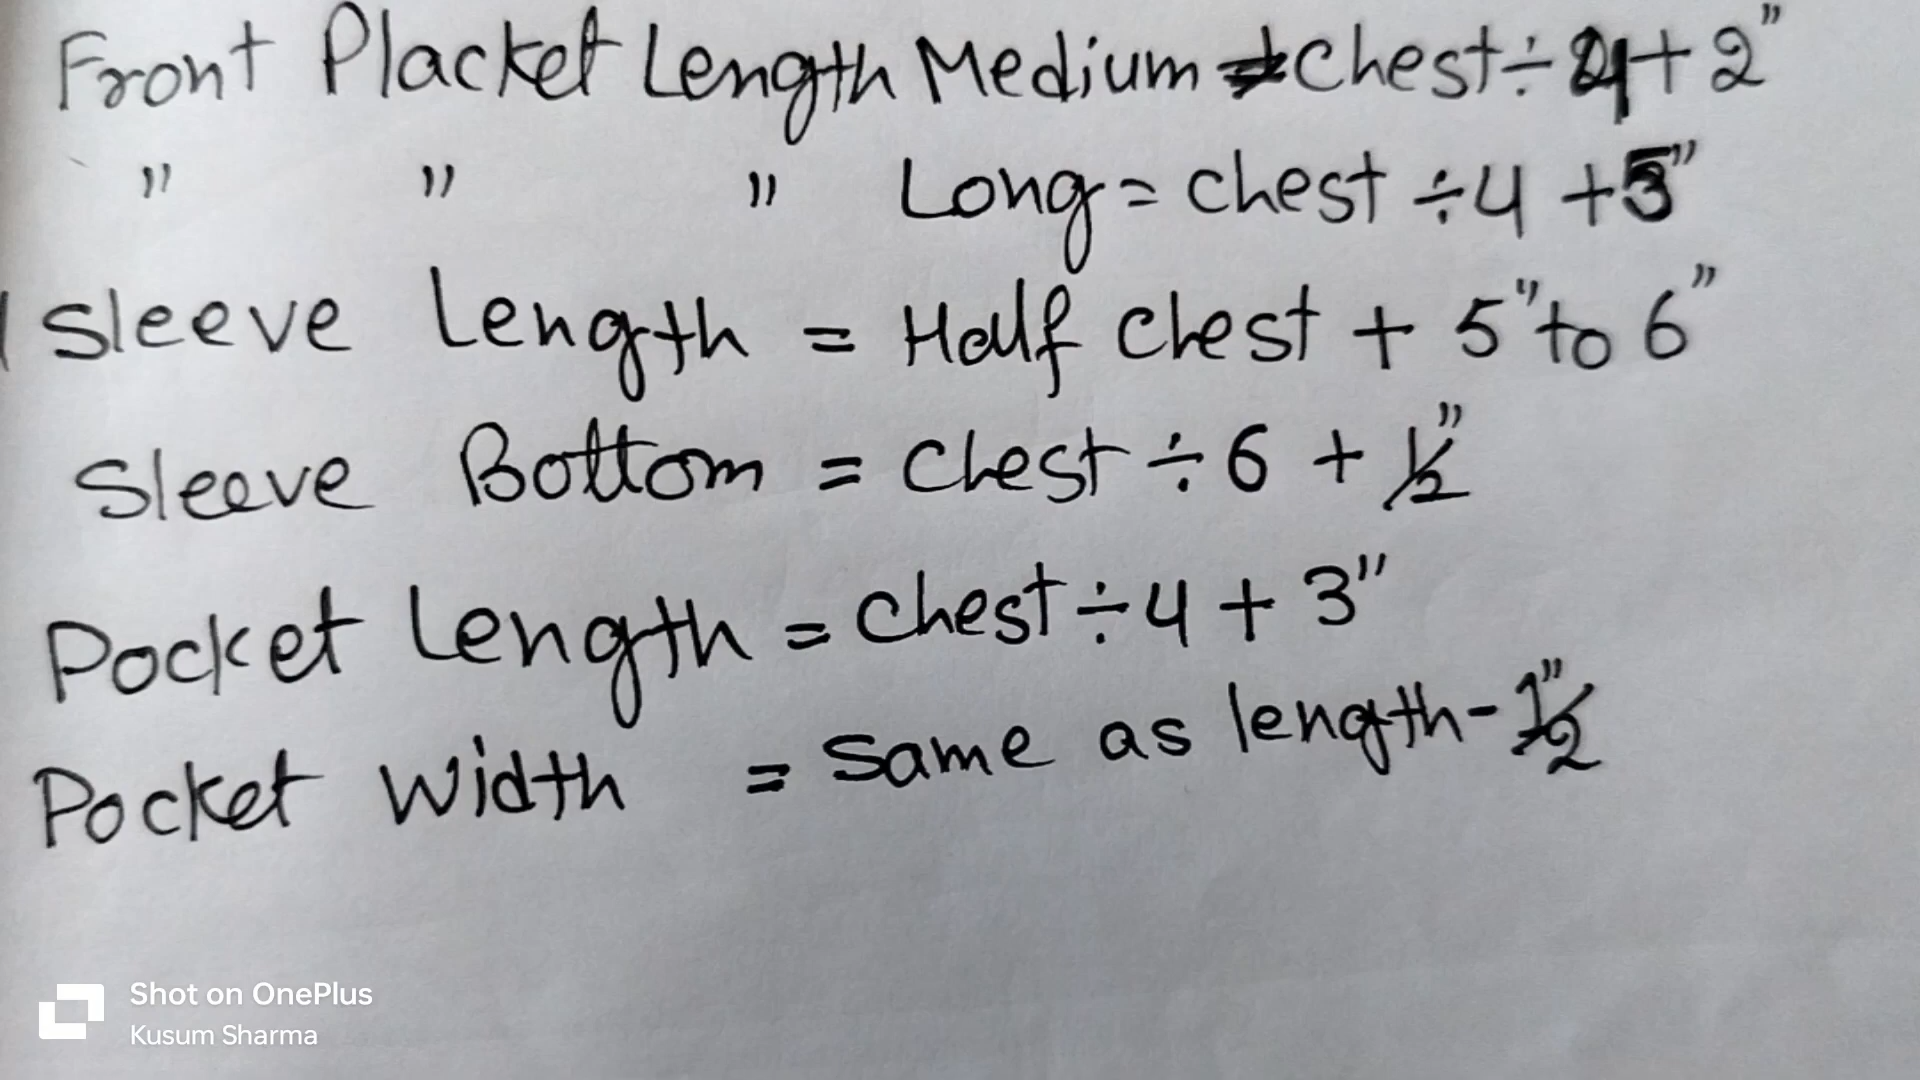 Front Placket Length Medium = Chest ÷ 4 + 2"
" " " Long = chest ÷ 4 + "
Sleeve Length = Half Chest + 5" to 6"
Sleeve Bottom = Chest ÷ 6 + 1/2"
Pocket Length = chest ÷ 4 + 3"
Pocket Width = Same as length - 1/2"
Shot on OnePlus
Kusum Sharma